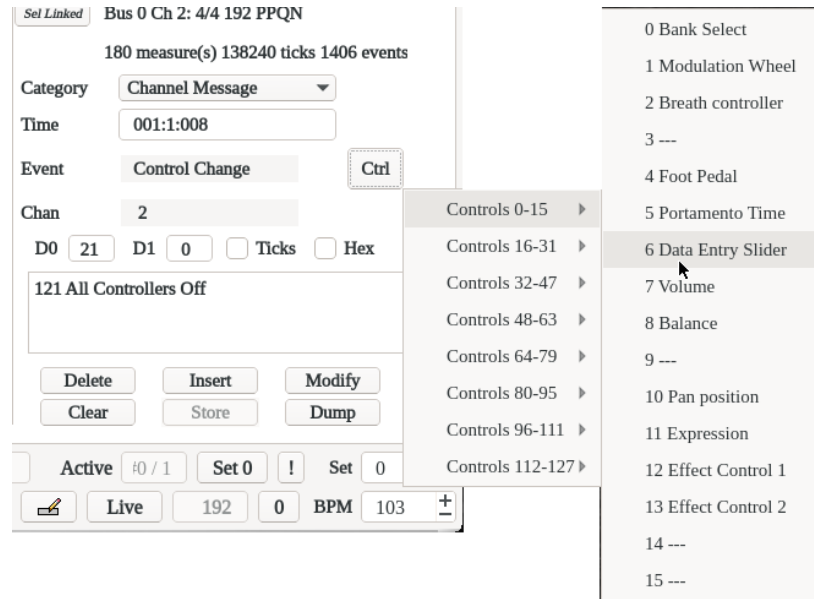 Sel Linked Bus 0 Ch 2: 4/4 192 PPQN
180 measure(s) 138240 ticks 1406 events
Category Channel Message
Time 001:1:008
Event Control Change Ctrl
Chan 2
D0 21 D1 0 Ticks Hex
121 All Controllers Off
Delete Insert Modify
Clear Store Dump
Active #0 / 1 Set 0 ! Set 0
Live 192 0 BPM 103 + −
Controls 0-15
Controls 16-31
Controls 32-47
Controls 48-63
Controls 64-79
Controls 80-95
Controls 96-111
Controls 112-127
0 Bank Select
1 Modulation Wheel
2 Breath controller
3 ---
4 Foot Pedal
5 Portamento Time
6 Data Entry Slider
7 Volume
8 Balance
9 ---
10 Pan position
11 Expression
12 Effect Control 1
13 Effect Control 2
14 ---
15 ---